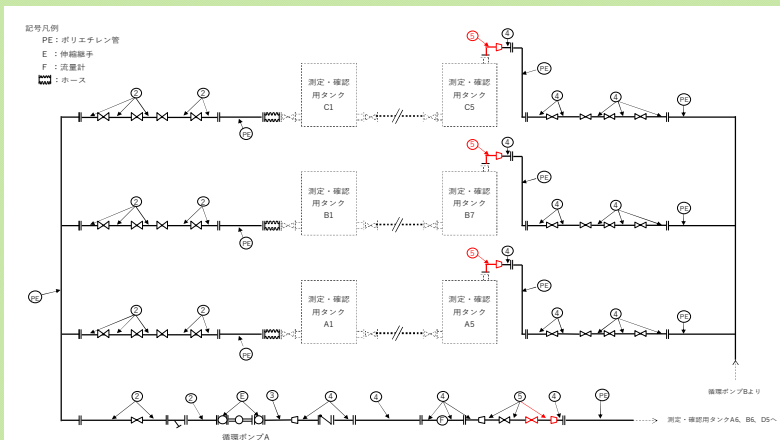 記号凡例
PE：ポリエチレン管
E ：伸縮継手
F ：流量計
：ホース
5 4
PE
2 2
測定・確認
用タンク
C1
測定・確認
用タンク
C5
4 4 PE
PE
5 4
PE
2 2
測定・確認
用タンク
B1
測定・確認
用タンク
B7
4 4 PE
PE
5 4
PE
PE
2 2
測定・確認
用タンク
A1
測定・確認
用タンク
A5
4 4 PE
PE
循環ポンプBより
2 2 E 3 4 4 4 5 4 PE
F
測定・確認用タンクA6、B6、D5へ
循環ポンプA